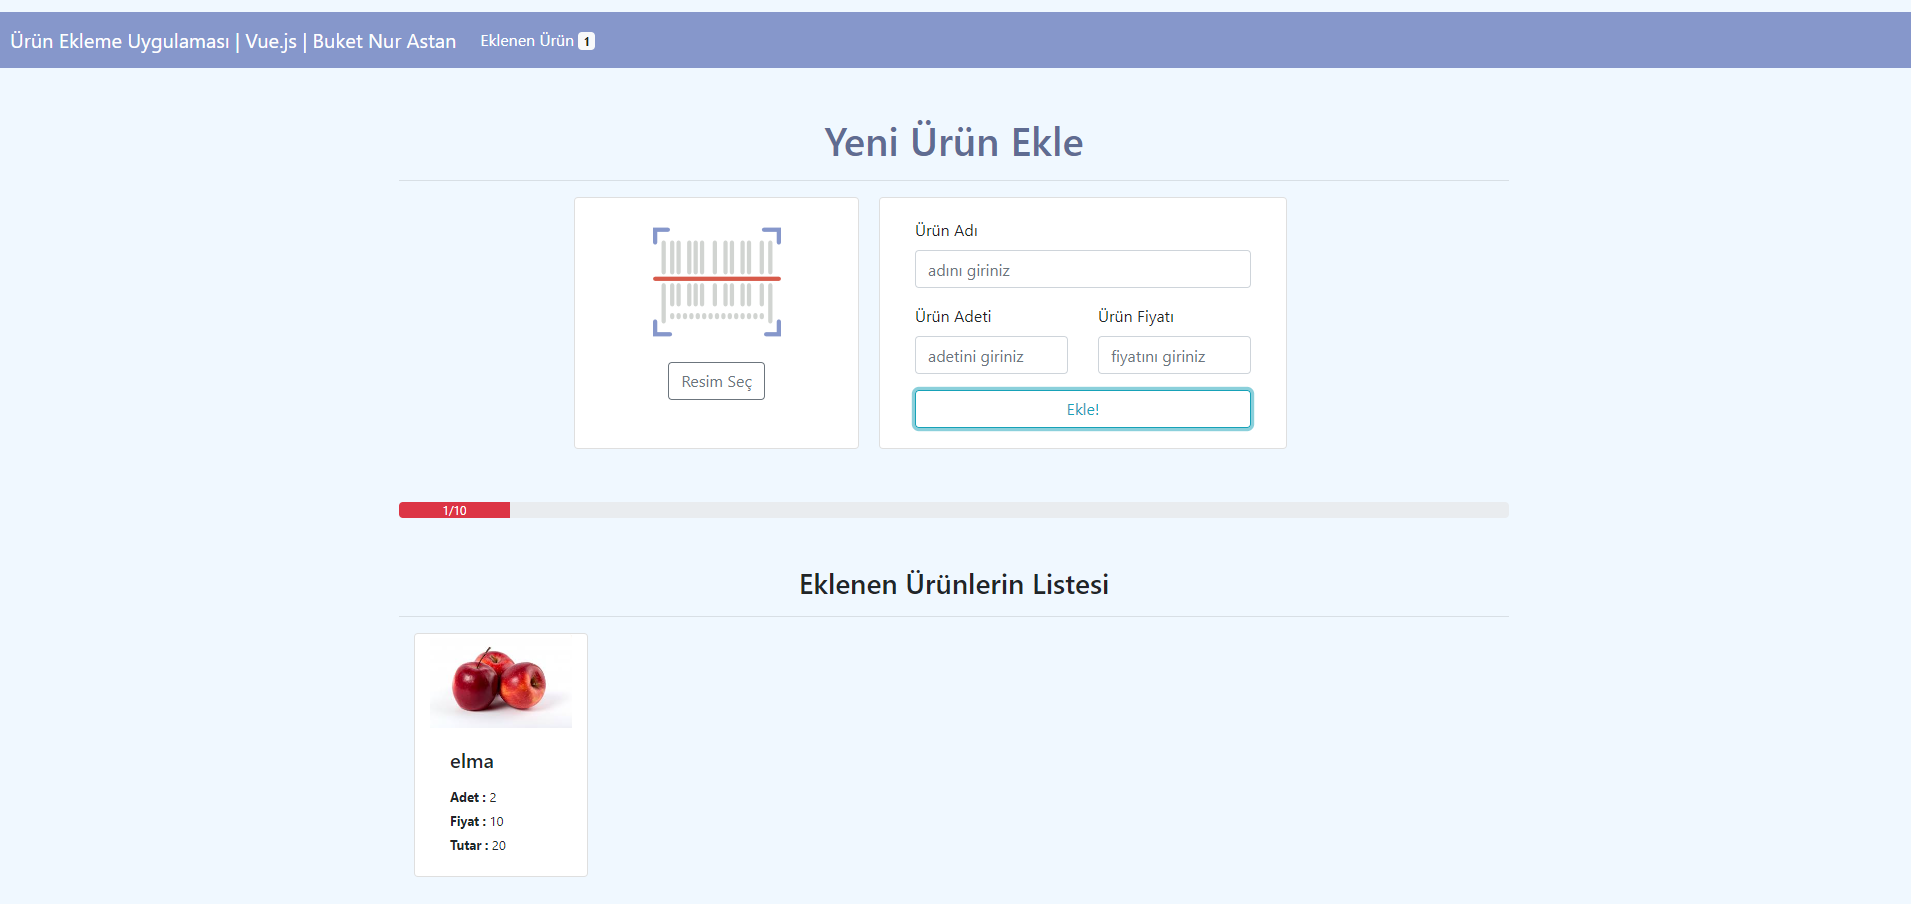 Ürün Ekleme Uygulaması | Vue.js | Buket Nur Astan Eklenen Ürün 1
Yeni Ürün Ekle
Resim Seç
Ürün Adı
adını giriniz
Ürün Adeti Ürün Fiyatı
adetini giriniz fiyatını giriniz
Ekle!
1/10
Eklenen Ürünlerin Listesi
elma
Adet : 2
Fiyat : 10
Tutar : 20